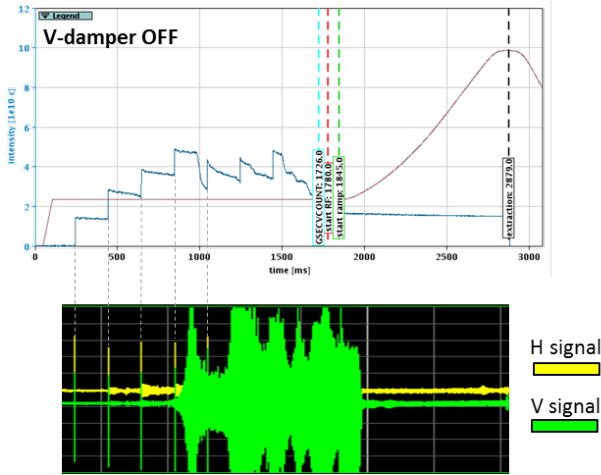 Legend
V-damper OFF
12
10
8
6
4
2
0
intensity [1e10 c]
GSECVCOUNT: 1726.0
start RF: 1780.0
start ramp: 1845.0
extraction: 2879.0
0 500 1000 1500 2000 2500 3000
time [ms]
H signal
V signal